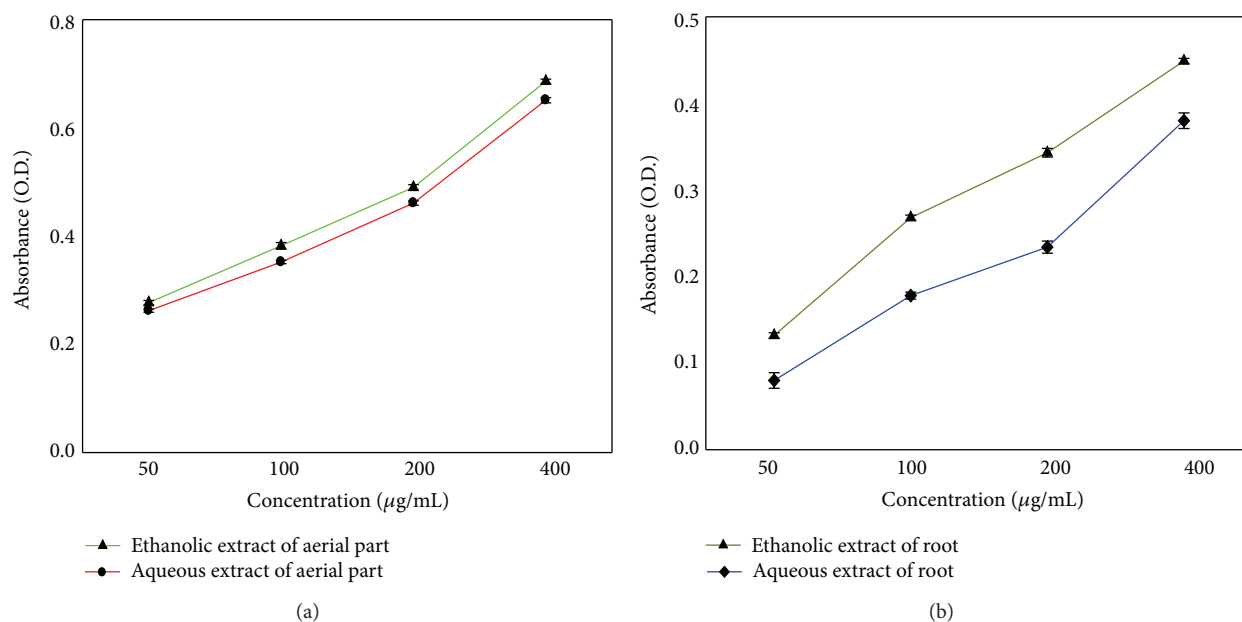 0.8
0.6
0.4
0.2
0.0
Absorbance (O.D.)
50 100 200 400
Concentration (μg/mL)
Ethanolic extract of aerial part
Aqueous extract of aerial part
(a)
0.5
0.4
0.3
0.2
0.1
0.0
Absorbance (O.D.)
50 100 200 400
Concentration (μg/mL)
Ethanolic extract of root
Aqueous extract of root
(b)